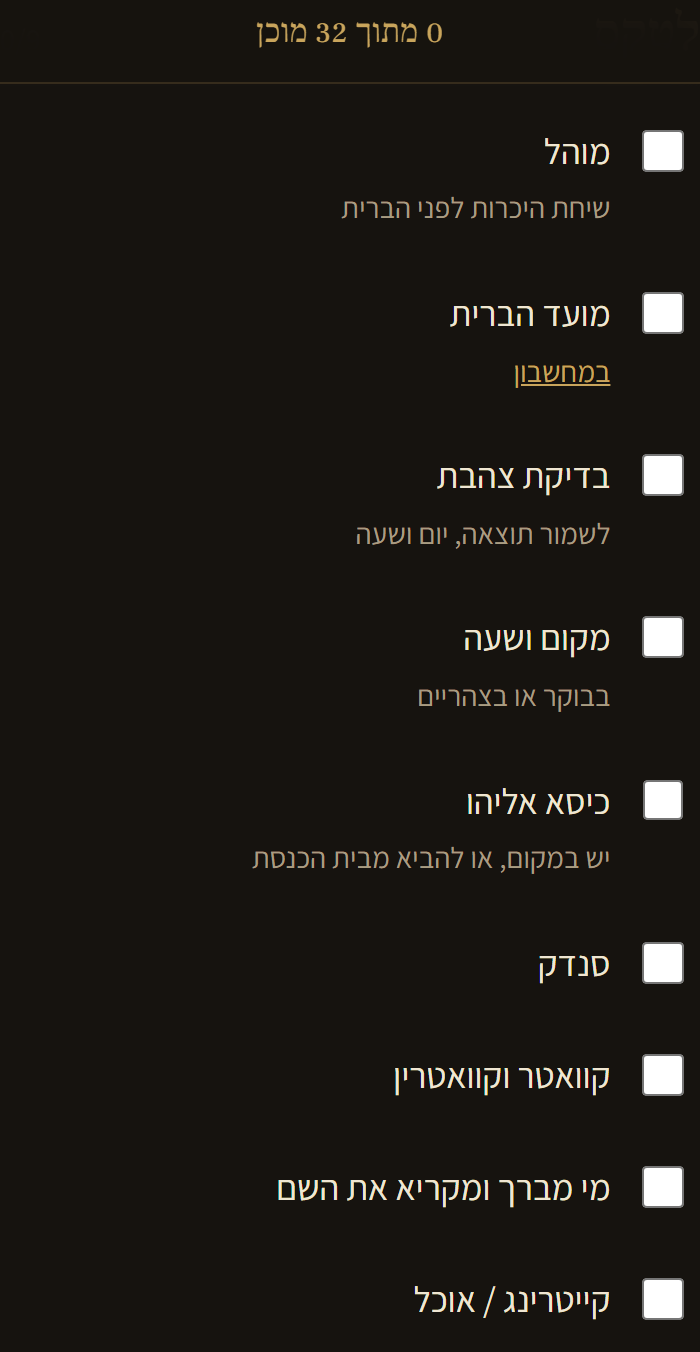 0 מתוך 32 מוכן
מוהל
שיחת היכרות לפני הברית
מועד הברית
במחשבון
בדיקת צהבת
לשמור תוצאה, יום ושעה
מקום ושעה
בבוקר או בצהריים
כיסא אליהו
יש במקום, או להביא מבית הכנסת
סנדק
קוואטר וקוואטרין
מי מברך ומקריא את השם
קייטרינג / אוכל